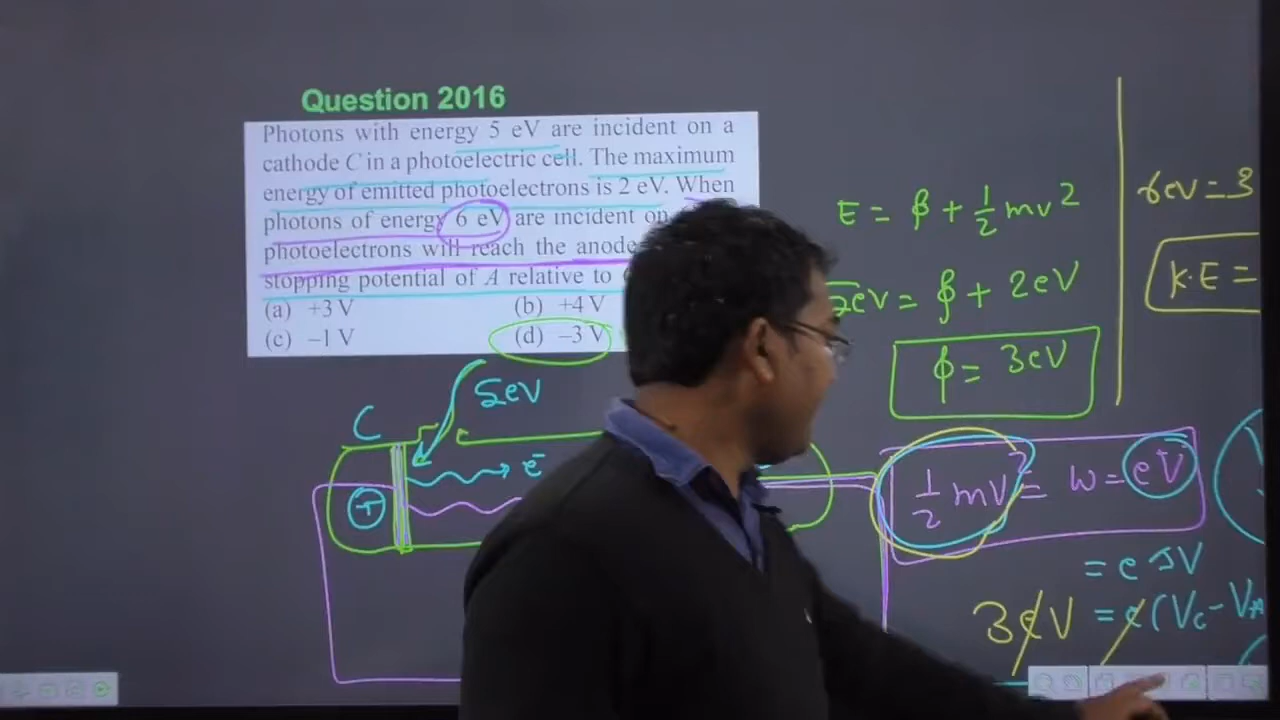 Question 2016
Photons with energy 5 eV are incident on a
cathode C in a photoelectric cell. The maximum
energy of emitted photoelectrons is 2 eV. When
photons of energy 6 eV are incident on
photoelectrons will reach the anode
stopping potential of A relative to
(a) +3 V (b) +4 V
(c) –1 V (d) –3 V
E = ϕ + 1/2 mv²
5eV = ϕ + 2eV
ϕ = 3eV
6eV = 3
K.E =
C
5eV
e⁻
+
1/2 mv² = W = eV
3eV = e(Vc - VA